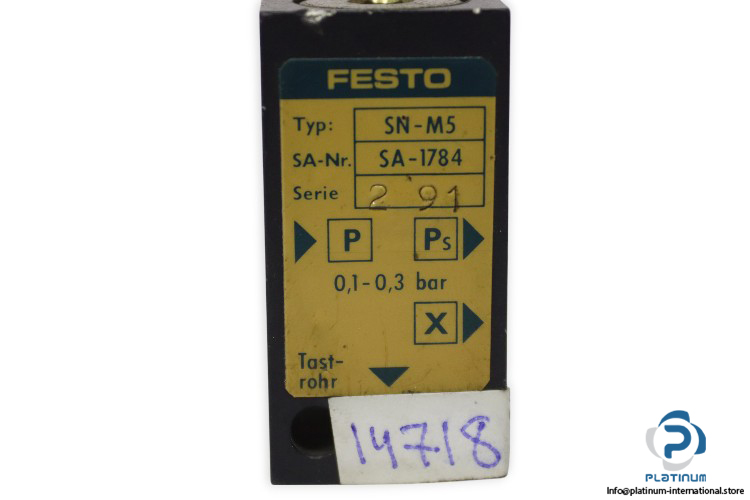 FESTO
Typ: SN-M5
SA-Nr. SA-1784
Serie 2 91
P Ps
0,1-0,3 bar
X
Tast-
rohr
14718
PLATINUM
Info@platinum-international.store